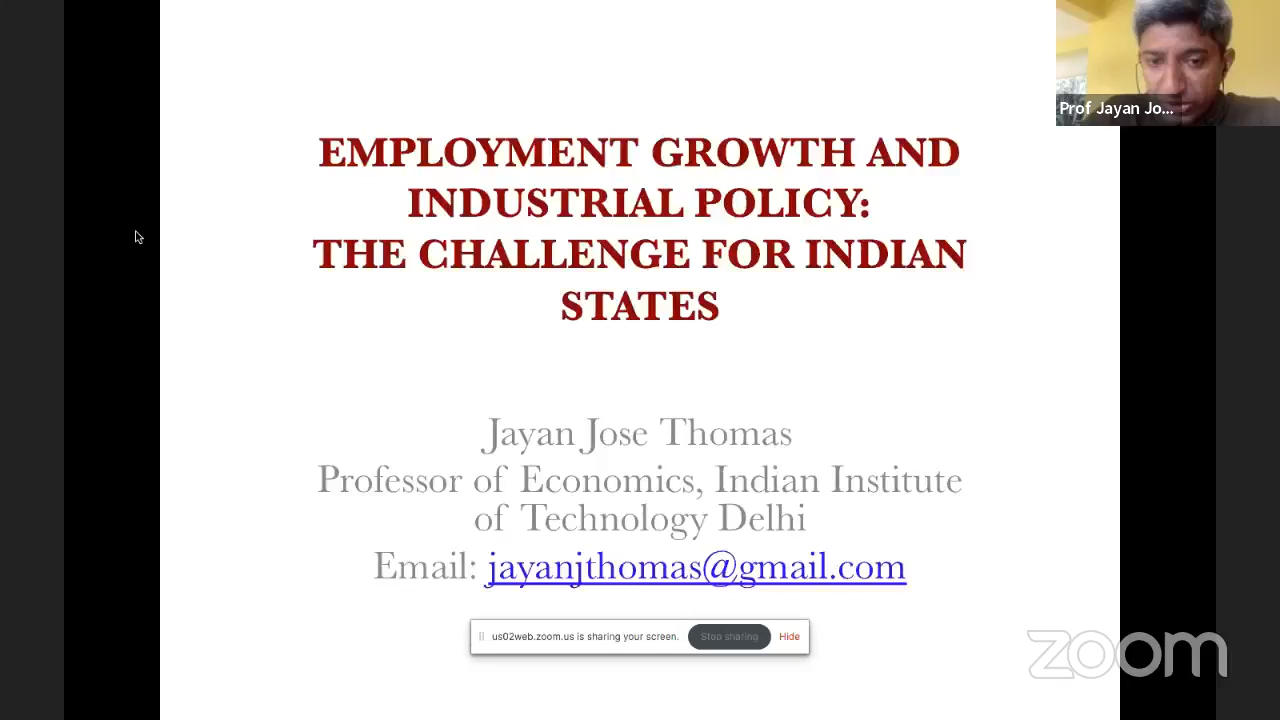 Prof Jayan Jo...
EMPLOYMENT GROWTH AND
INDUSTRIAL POLICY:
THE CHALLENGE FOR INDIAN
STATES
Jayan Jose Thomas
Professor of Economics, Indian Institute
of Technology Delhi
Email: jayanjthomas@gmail.com
us02web.zoom.us is sharing your screen. Stop sharing Hide
zoom